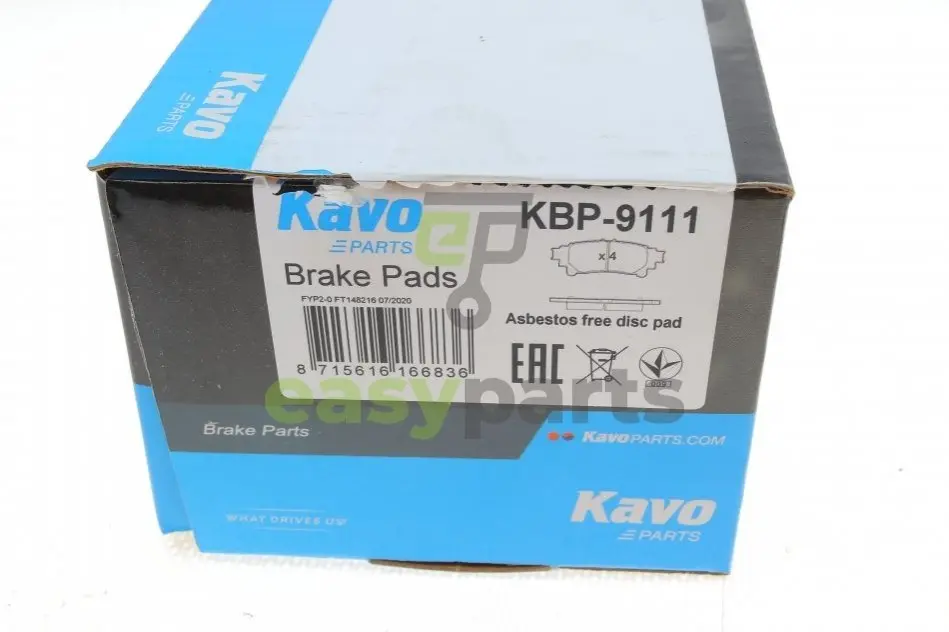 Kavo
PARTS
Kavo
PARTS
KBP-9111
x4
Brake Pads
FYP2-0 FT148216 07/2020
Asbestos free disc pad
8 715616 166836
EAC
easyparts
Brake Parts
KavoPARTS.COM
WHAT DRIVES US
Kavo
PARTS